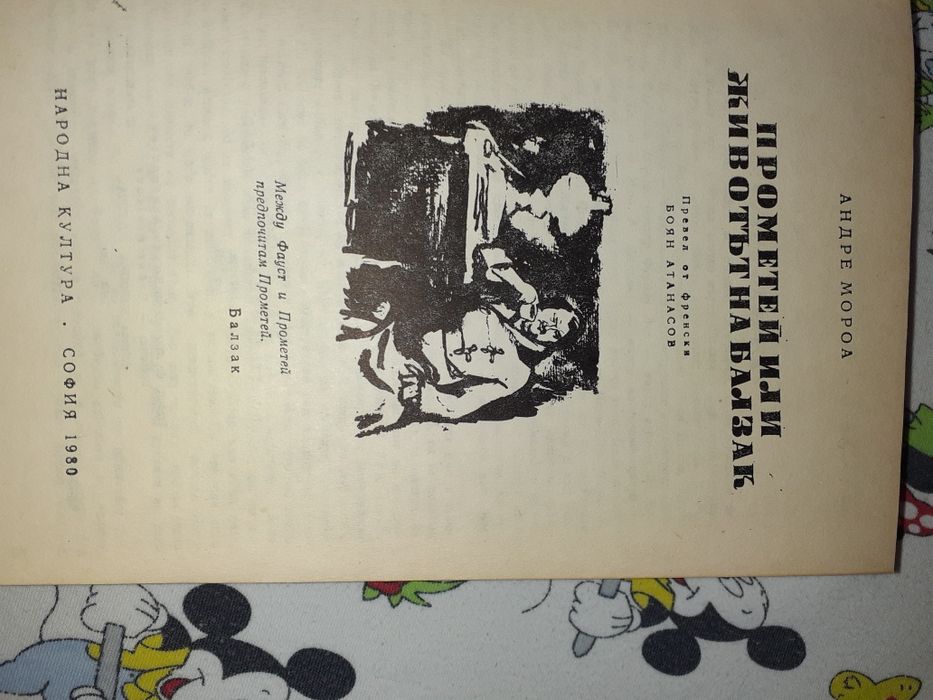 АНДРЕ МОРОА
ПРОМЕТЕЙ ИЛИ
ЖИВОТЪТ НА БАЛЗАК
Превел от френски
БОЯН АТАНАСОВ
Между Фауст и Прометей
предпочитам Прометей.
Балзак
НАРОДНА КУЛТУРА • СОФИЯ 1980